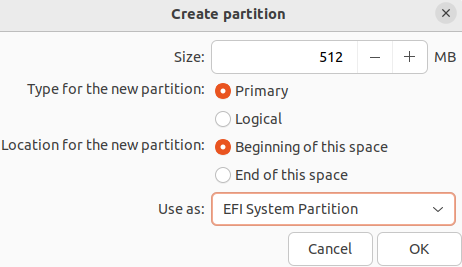 Create partition
Size: 512 MB
Type for the new partition: Primary
Logical
Location for the new partition: Beginning of this space
End of this space
Use as: EFI System Partition
Cancel OK